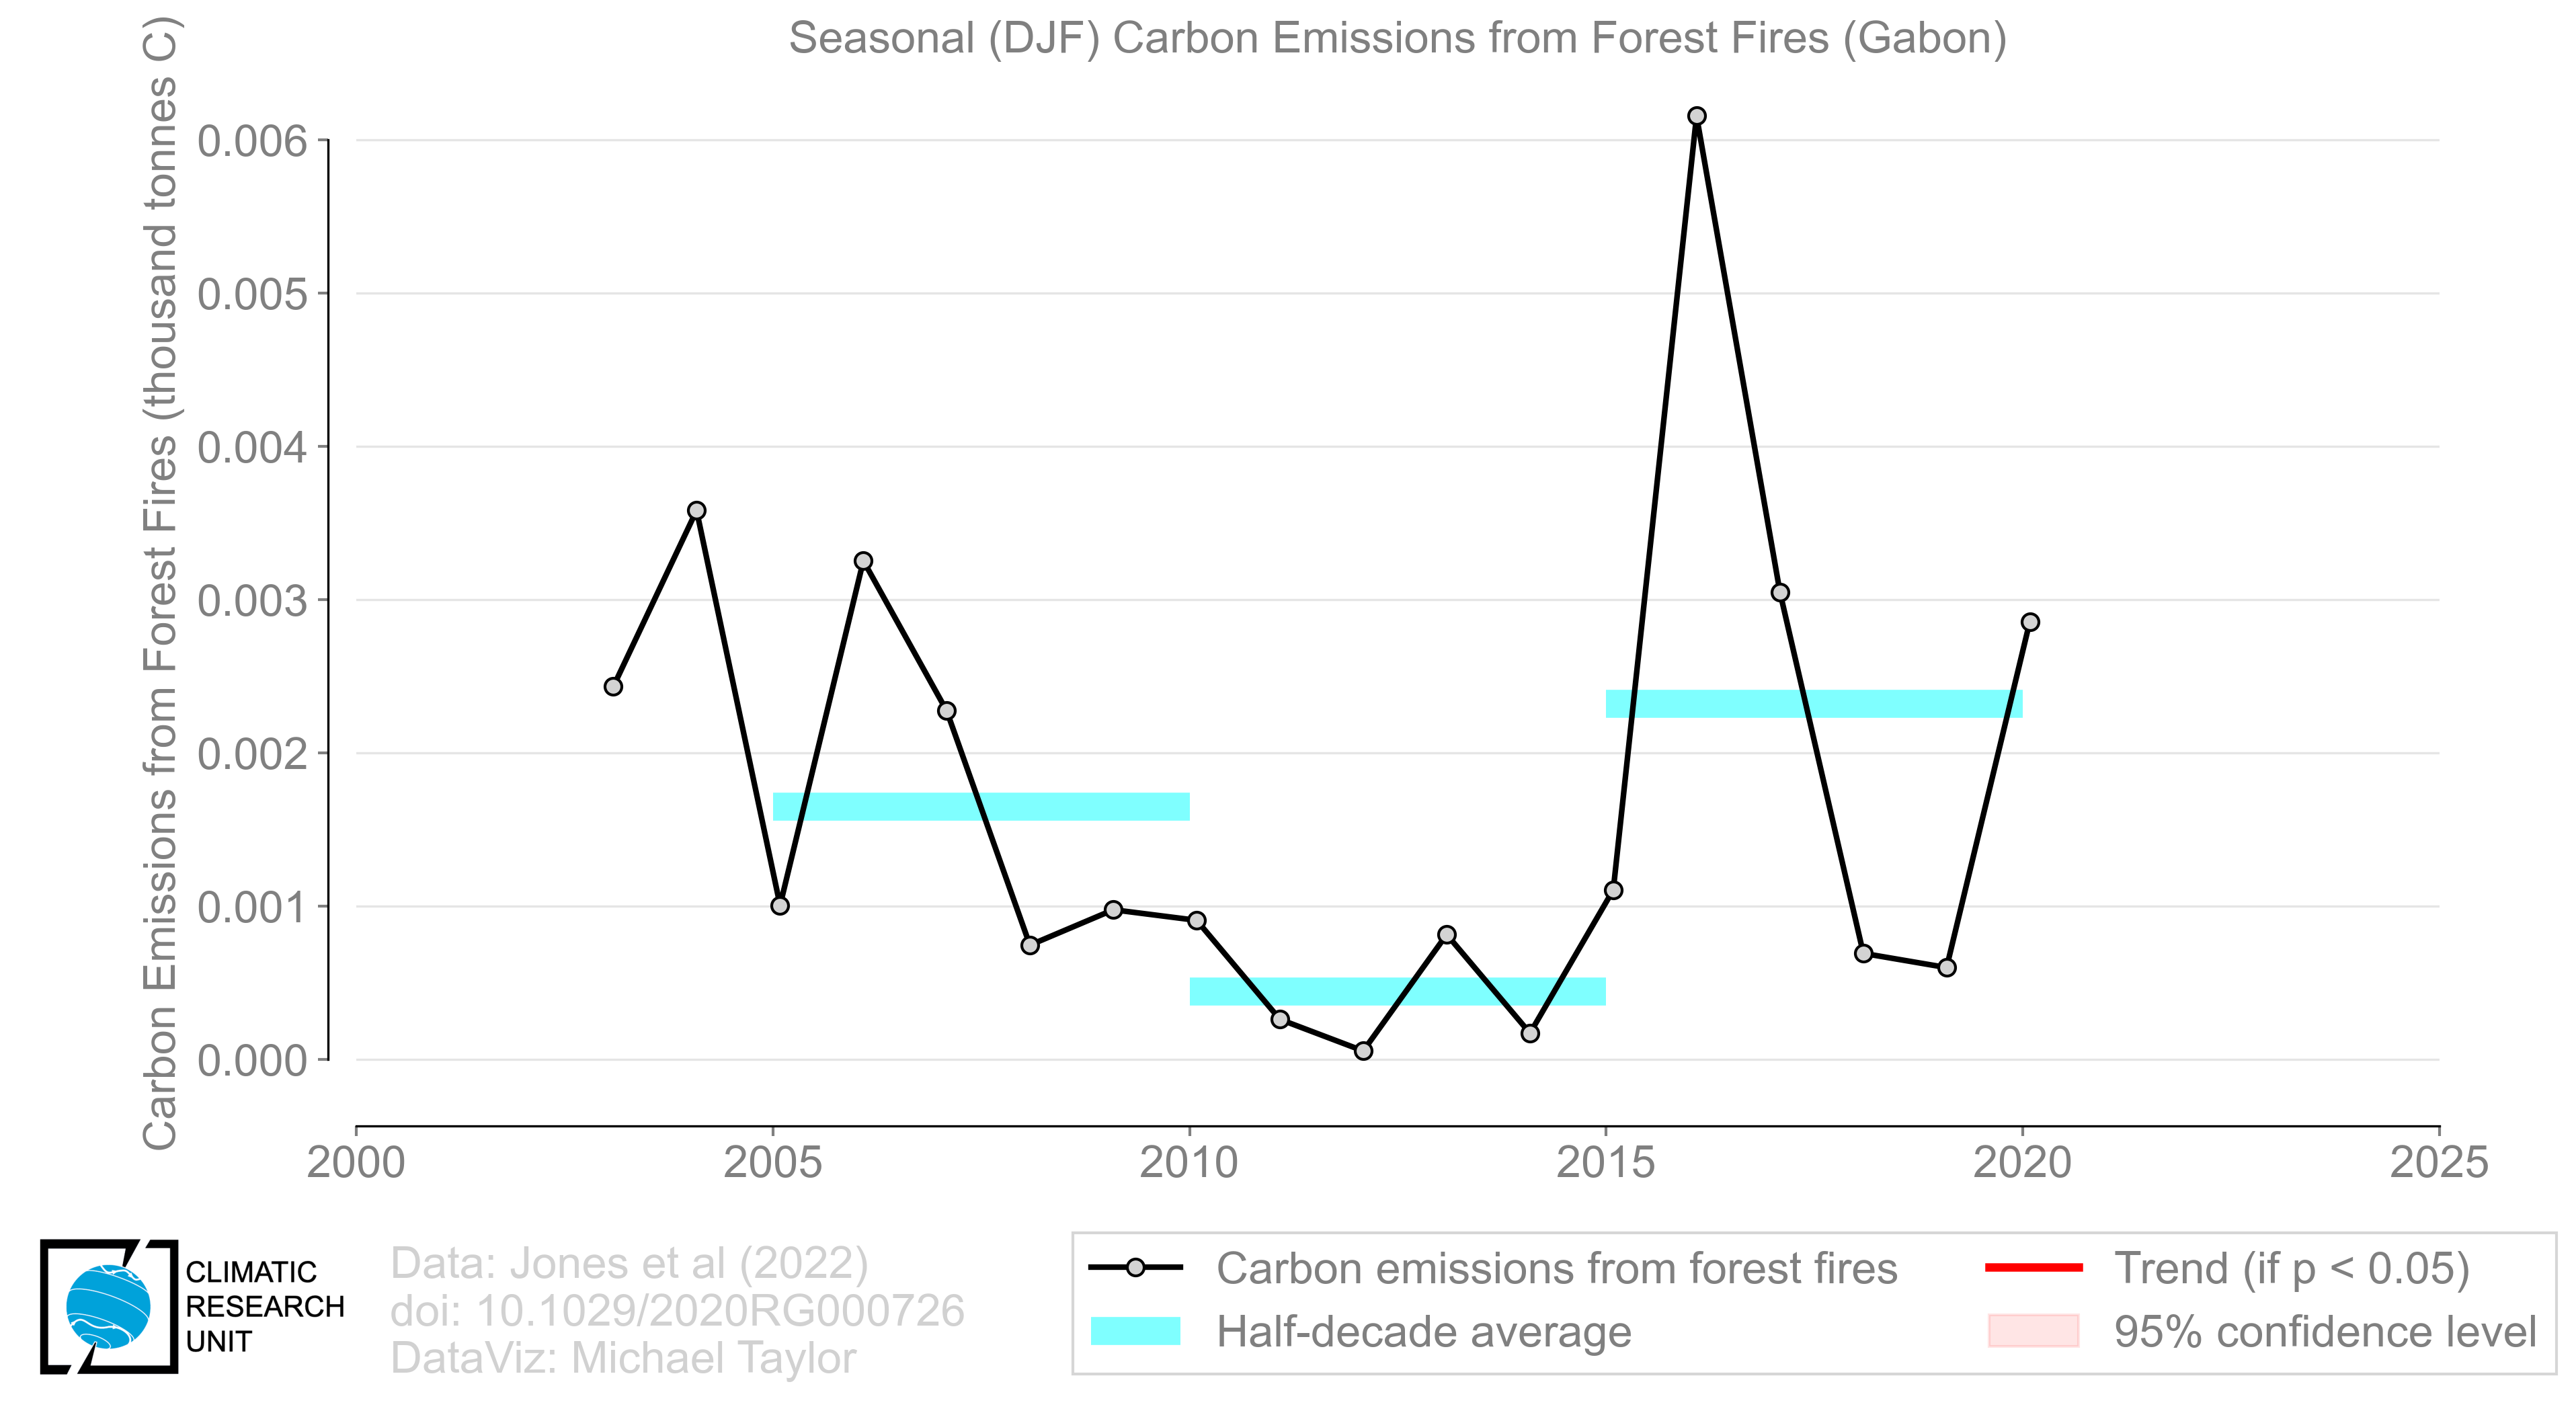 Seasonal (DJF) Carbon Emissions from Forest Fires (Gabon)
Carbon Emissions from Forest Fires (thousand tonnes C)
0.006
0.005
0.004
0.003
0.002
0.001
0.000
2000 2005 2010 2015 2020 2025
CLIMATIC
RESEARCH
UNIT
Data: Jones et al (2022)
doi: 10.1029/2020RG000726
DataViz: Michael Taylor
Carbon emissions from forest fires
Half-decade average
Trend (if p < 0.05)
95% confidence level